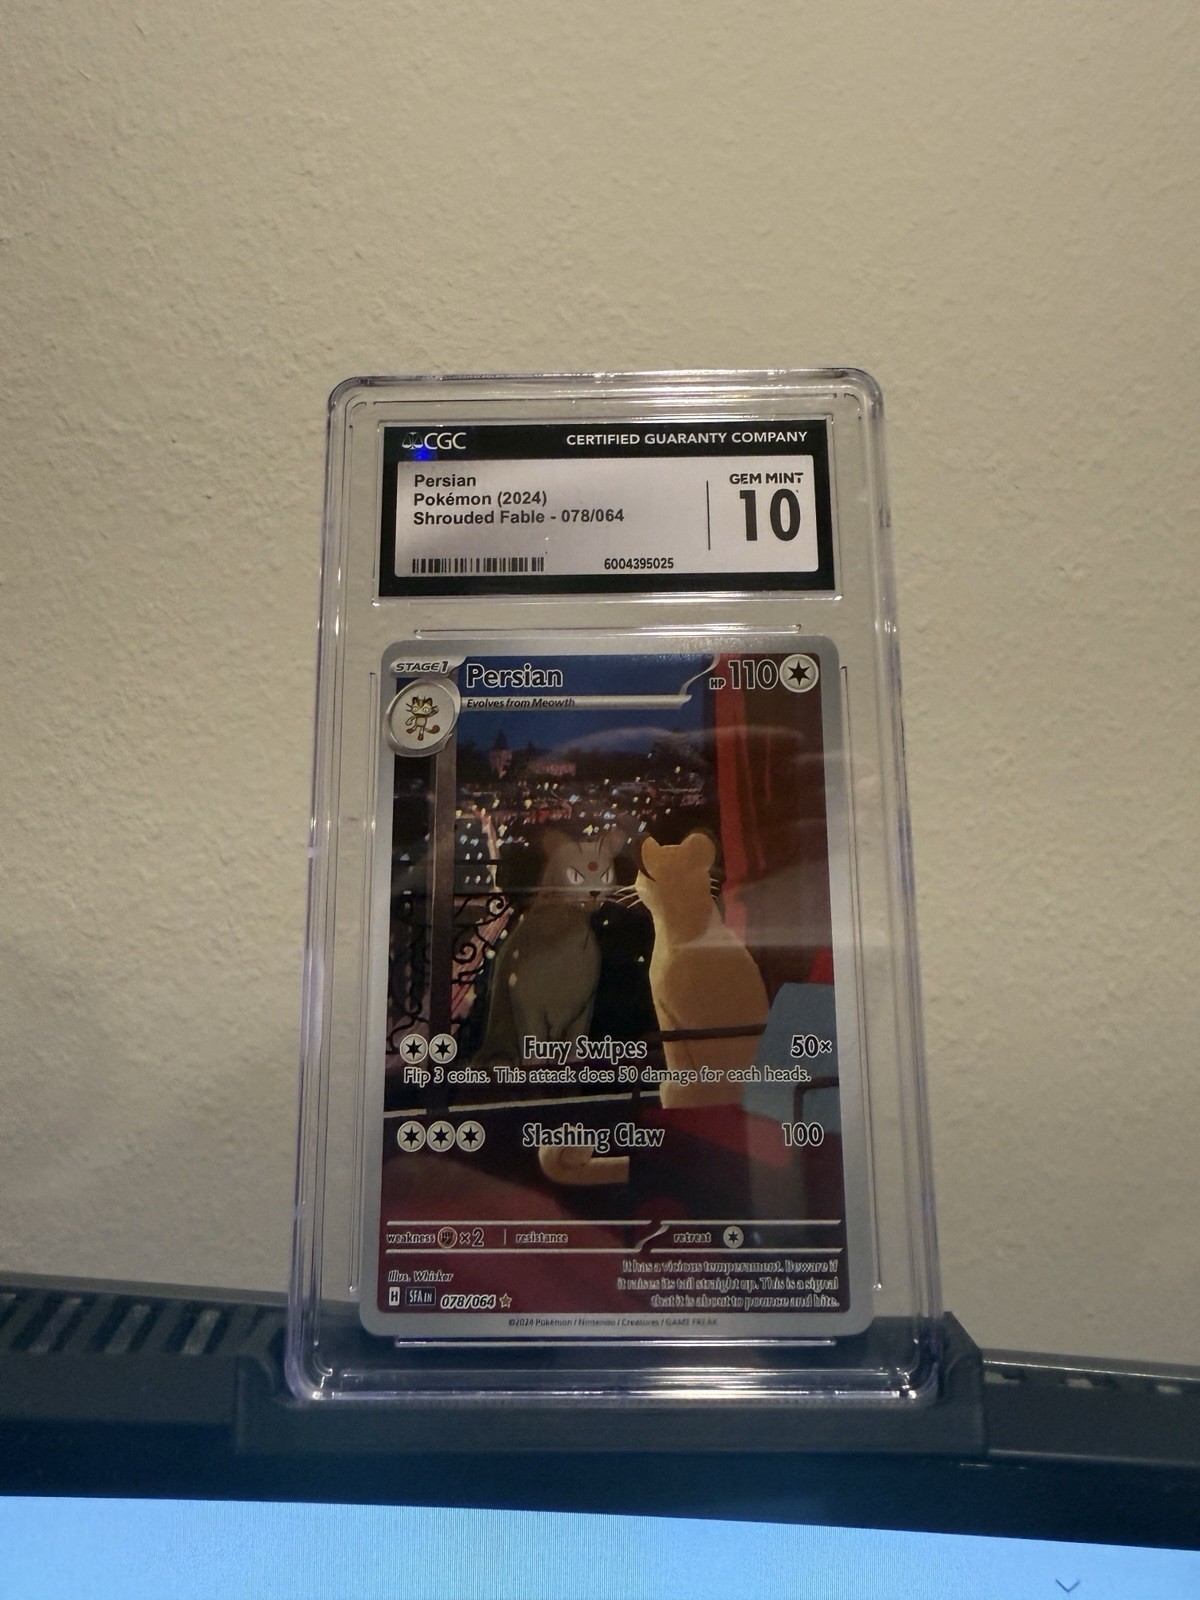 CGC CERTIFIED GUARANTY COMPANY
Persian
Pokémon (2024)
Shrouded Fable - 078/064
GEM MINT
10
6004395025
STAGE 1 Persian HP 110
Evolves from Meowth
Fury Swipes 50×
Flip 3 coins. This attack does 50 damage for each heads.
Slashing Claw 100
weakness ×2 resistance retreat
It has a vicious temperament. Beware if
it raises its tail straight up. This is a signal
that it is about to pounce and bite.
Illus. Whisker
H SFA EN 078/064
©2024 Pokémon / Nintendo / Creatures / GAME FREAK